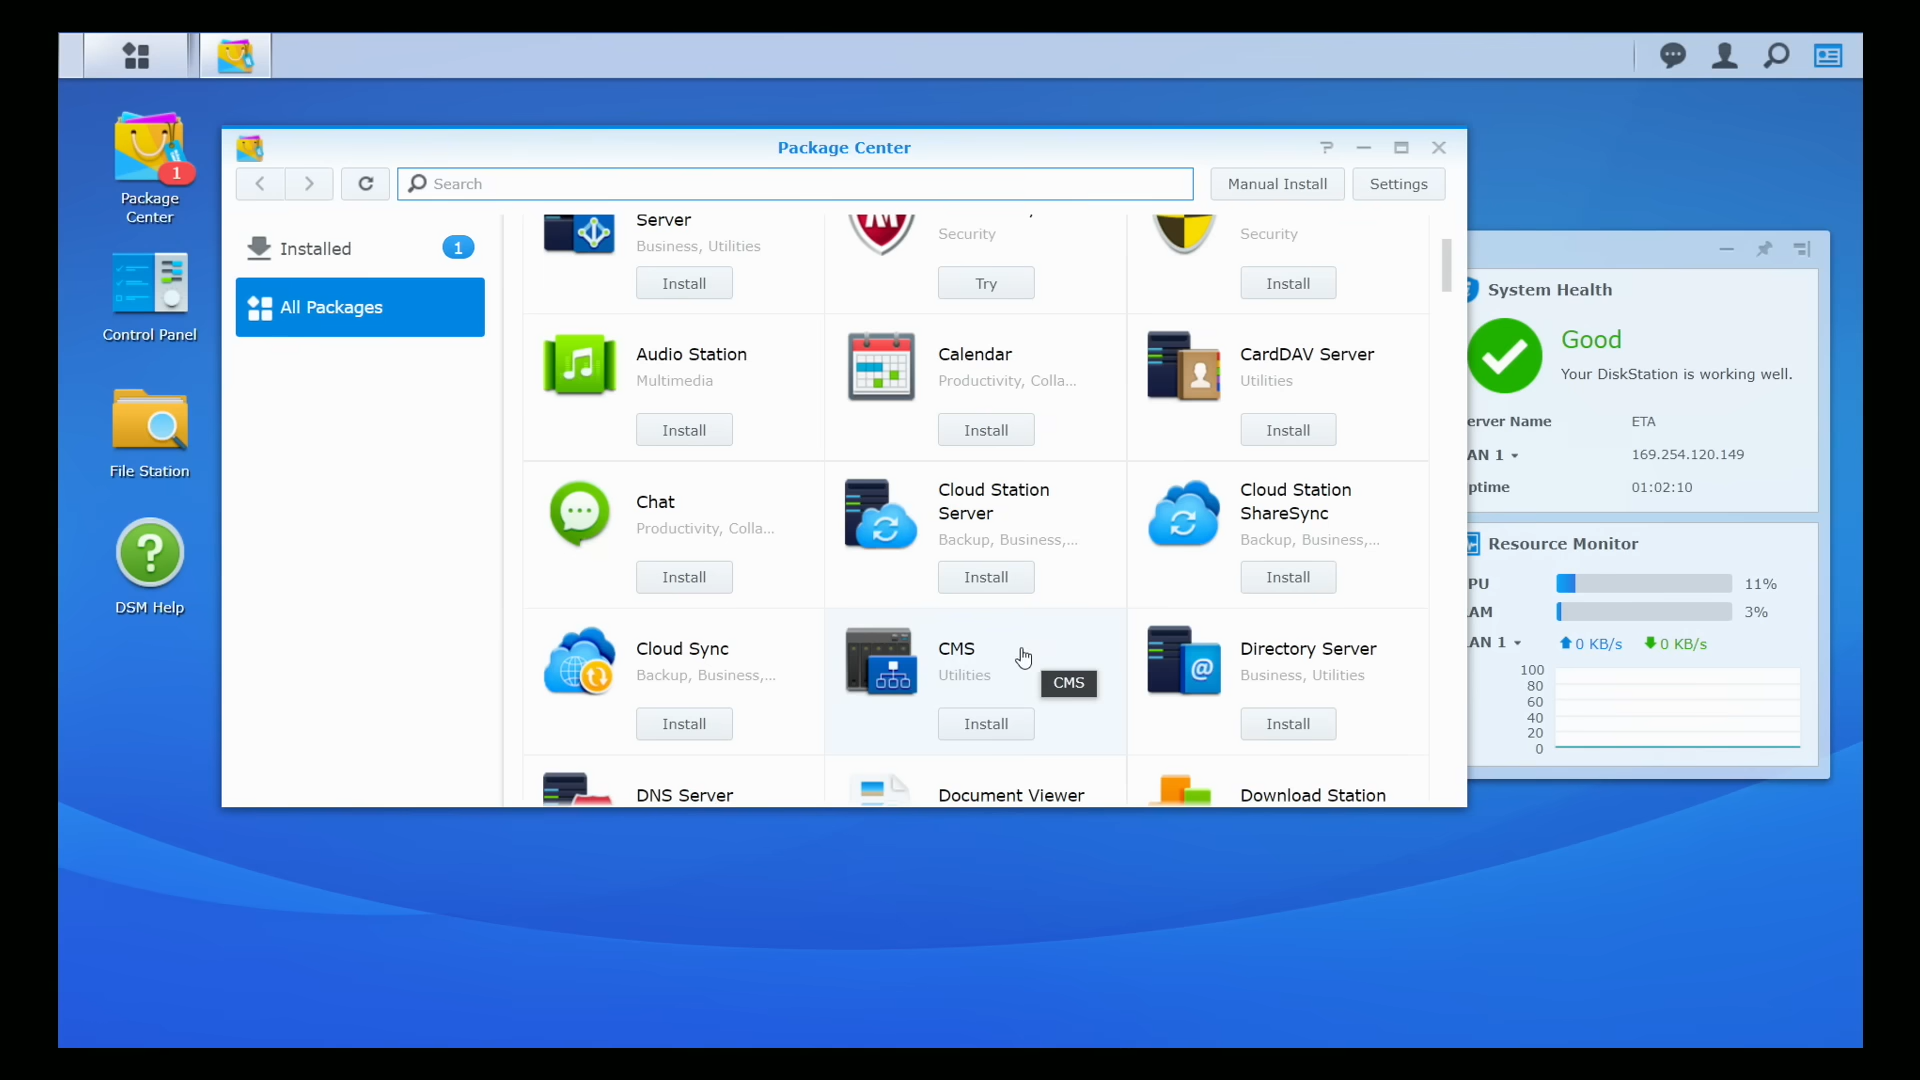 Package Center
Search
Manual Install
Settings
1
Package
Center
Control Panel
File Station
DSM Help
Installed
1
All Packages
Server
Business, Utilities
Install
Security
Try
Security
Install
Audio Station
Multimedia
Install
Calendar
Productivity, Colla...
Install
CardDAV Server
Utilities
Install
Chat
Productivity, Colla...
Install
Cloud Station
Server
Backup, Business,...
Install
Cloud Station
ShareSync
Backup, Business,...
Install
Cloud Sync
Backup, Business,...
Install
CMS
Utilities
CMS
Install
Directory Server
Business, Utilities
Install
DNS Server
Document Viewer
Download Station
System Health
Good
Your DiskStation is working well.
erver Name
ETA
AN 1
169.254.120.149
ptime
01:02:10
Resource Monitor
PU
11%
AM
3%
AN 1
0 KB/s
0 KB/s
100
80
60
40
20
0